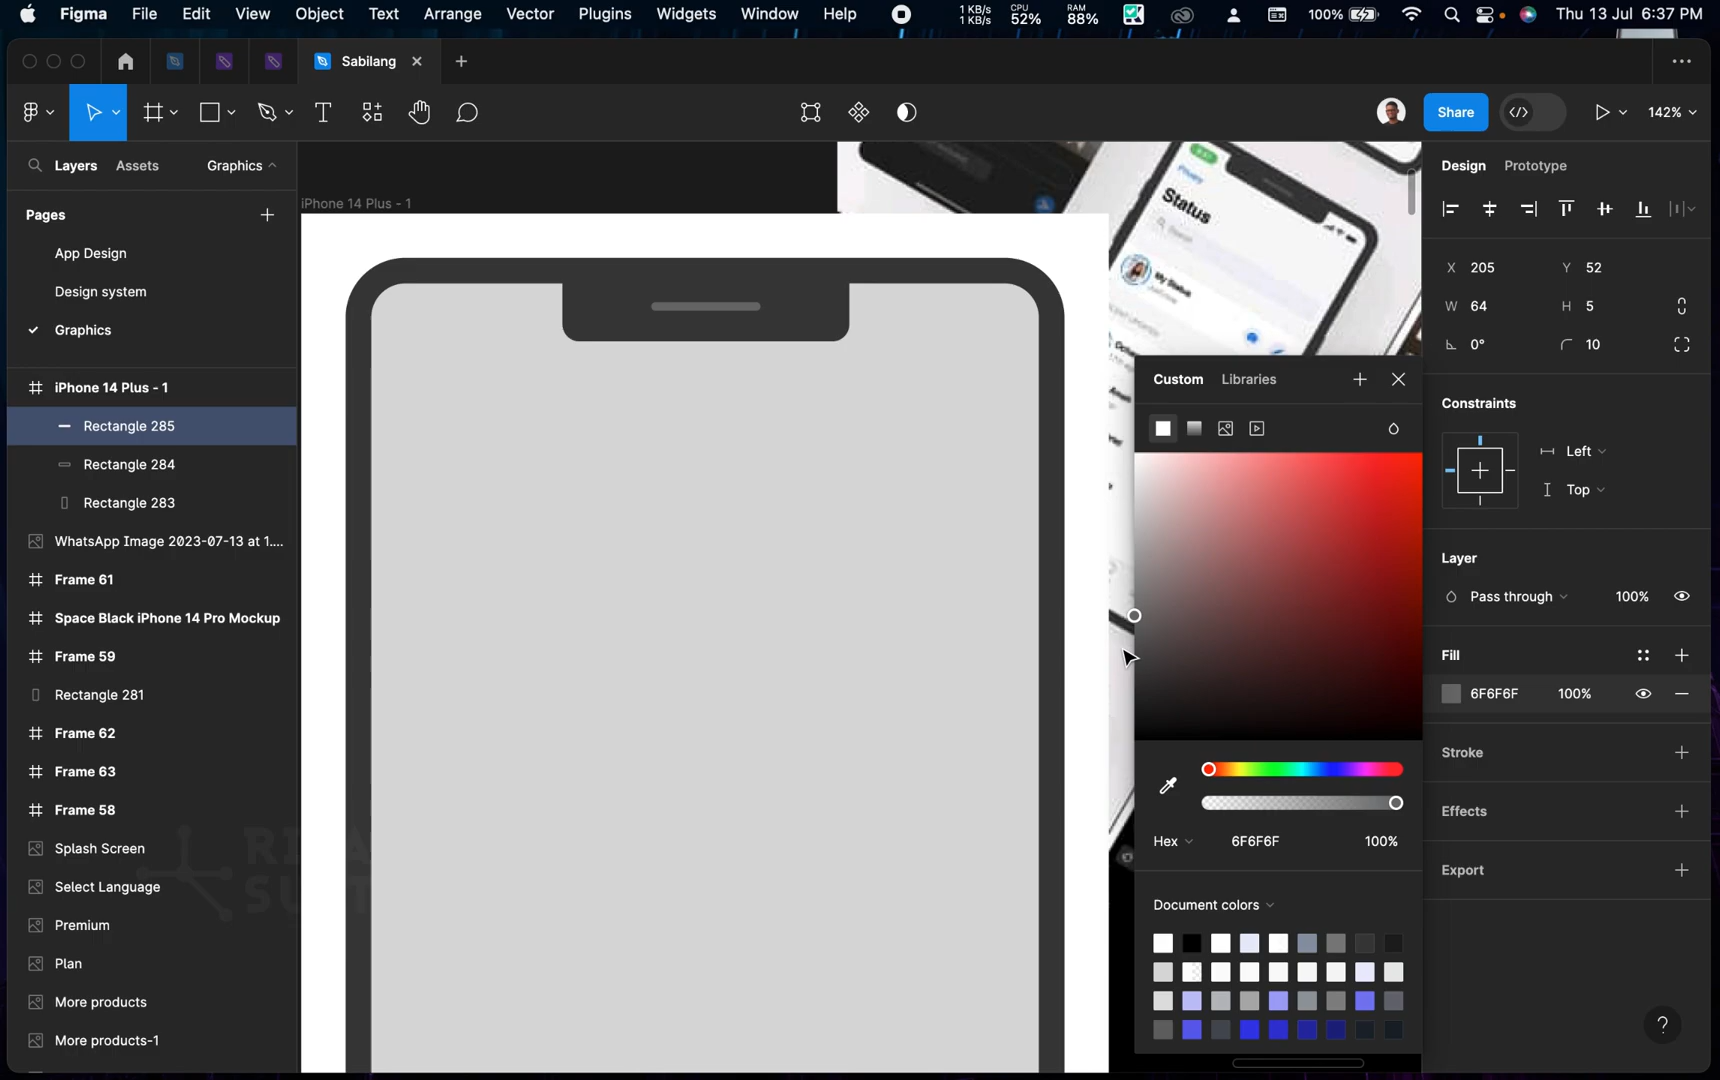 Figma File Edit View Object Text Arrange Vector Plugins Widgets Window Help
1 KB/s
1 KB/s
CPU
52%
RAM
88%
100%
Thu 13 Jul 6:37 PM
Sabilang
Share
142%
Layers Assets Graphics
Pages
App Design
Design system
Graphics
iPhone 14 Plus - 1
Rectangle 285
Rectangle 284
Rectangle 283
WhatsApp Image 2023-07-13 at 1....
Frame 61
Space Black iPhone 14 Pro Mockup
Frame 59
Rectangle 281
Frame 62
Frame 63
Frame 58
Splash Screen
Select Language
Premium
Plan
More products
More products-1
iPhone 14 Plus - 1
Privacy
Status
Search
My Status
Custom Libraries
Hex 6F6F6F 100%
Document colors
Design Prototype
X 205 Y 52
W 64 H 5
0° 10
Constraints
Left
Top
Layer
Pass through 100%
Fill
6F6F6F 100%
Stroke
Effects
Export
?